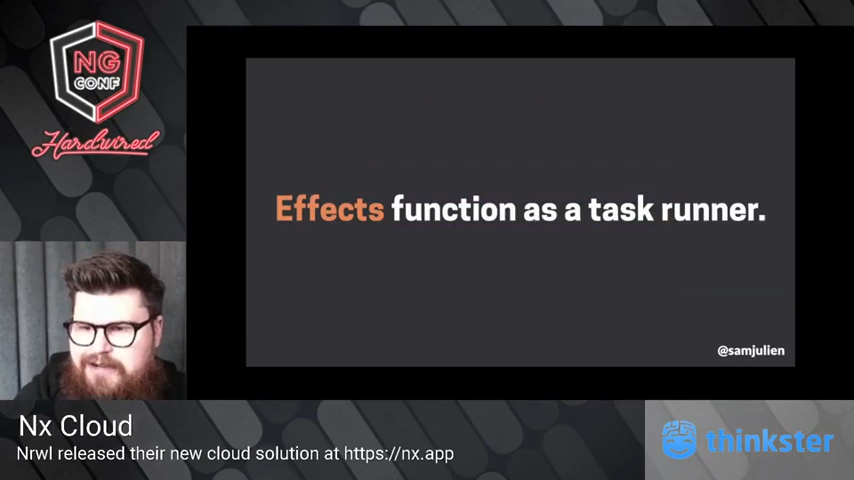 NG
CONF
Hardwired
Effects function as a task runner.
@samjulien
Nx Cloud
Nrwl released their new cloud solution at https://nx.app
thinkster